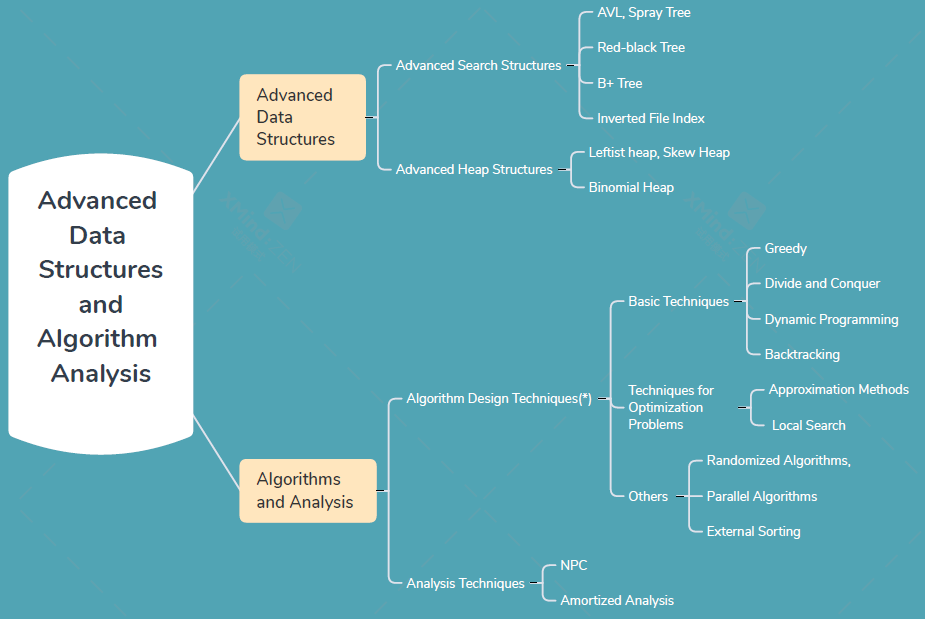 Advanced
Data
Structures
and
Algorithm
Analysis
Advanced
Data
Structures
Advanced Search Structures
AVL, Spray Tree
Red-black Tree
B+ Tree
Inverted File Index
Advanced Heap Structures
Leftist heap, Skew Heap
Binomial Heap
Algorithms
and Analysis
Algorithm Design Techniques(*)
Basic Techniques
Greedy
Divide and Conquer
Dynamic Programming
Backtracking
Techniques for
Optimization
Problems
Approximation Methods
Local Search
Others
Randomized Algorithms,
Parallel Algorithms
External Sorting
Analysis Techniques
NPC
Amortized Analysis